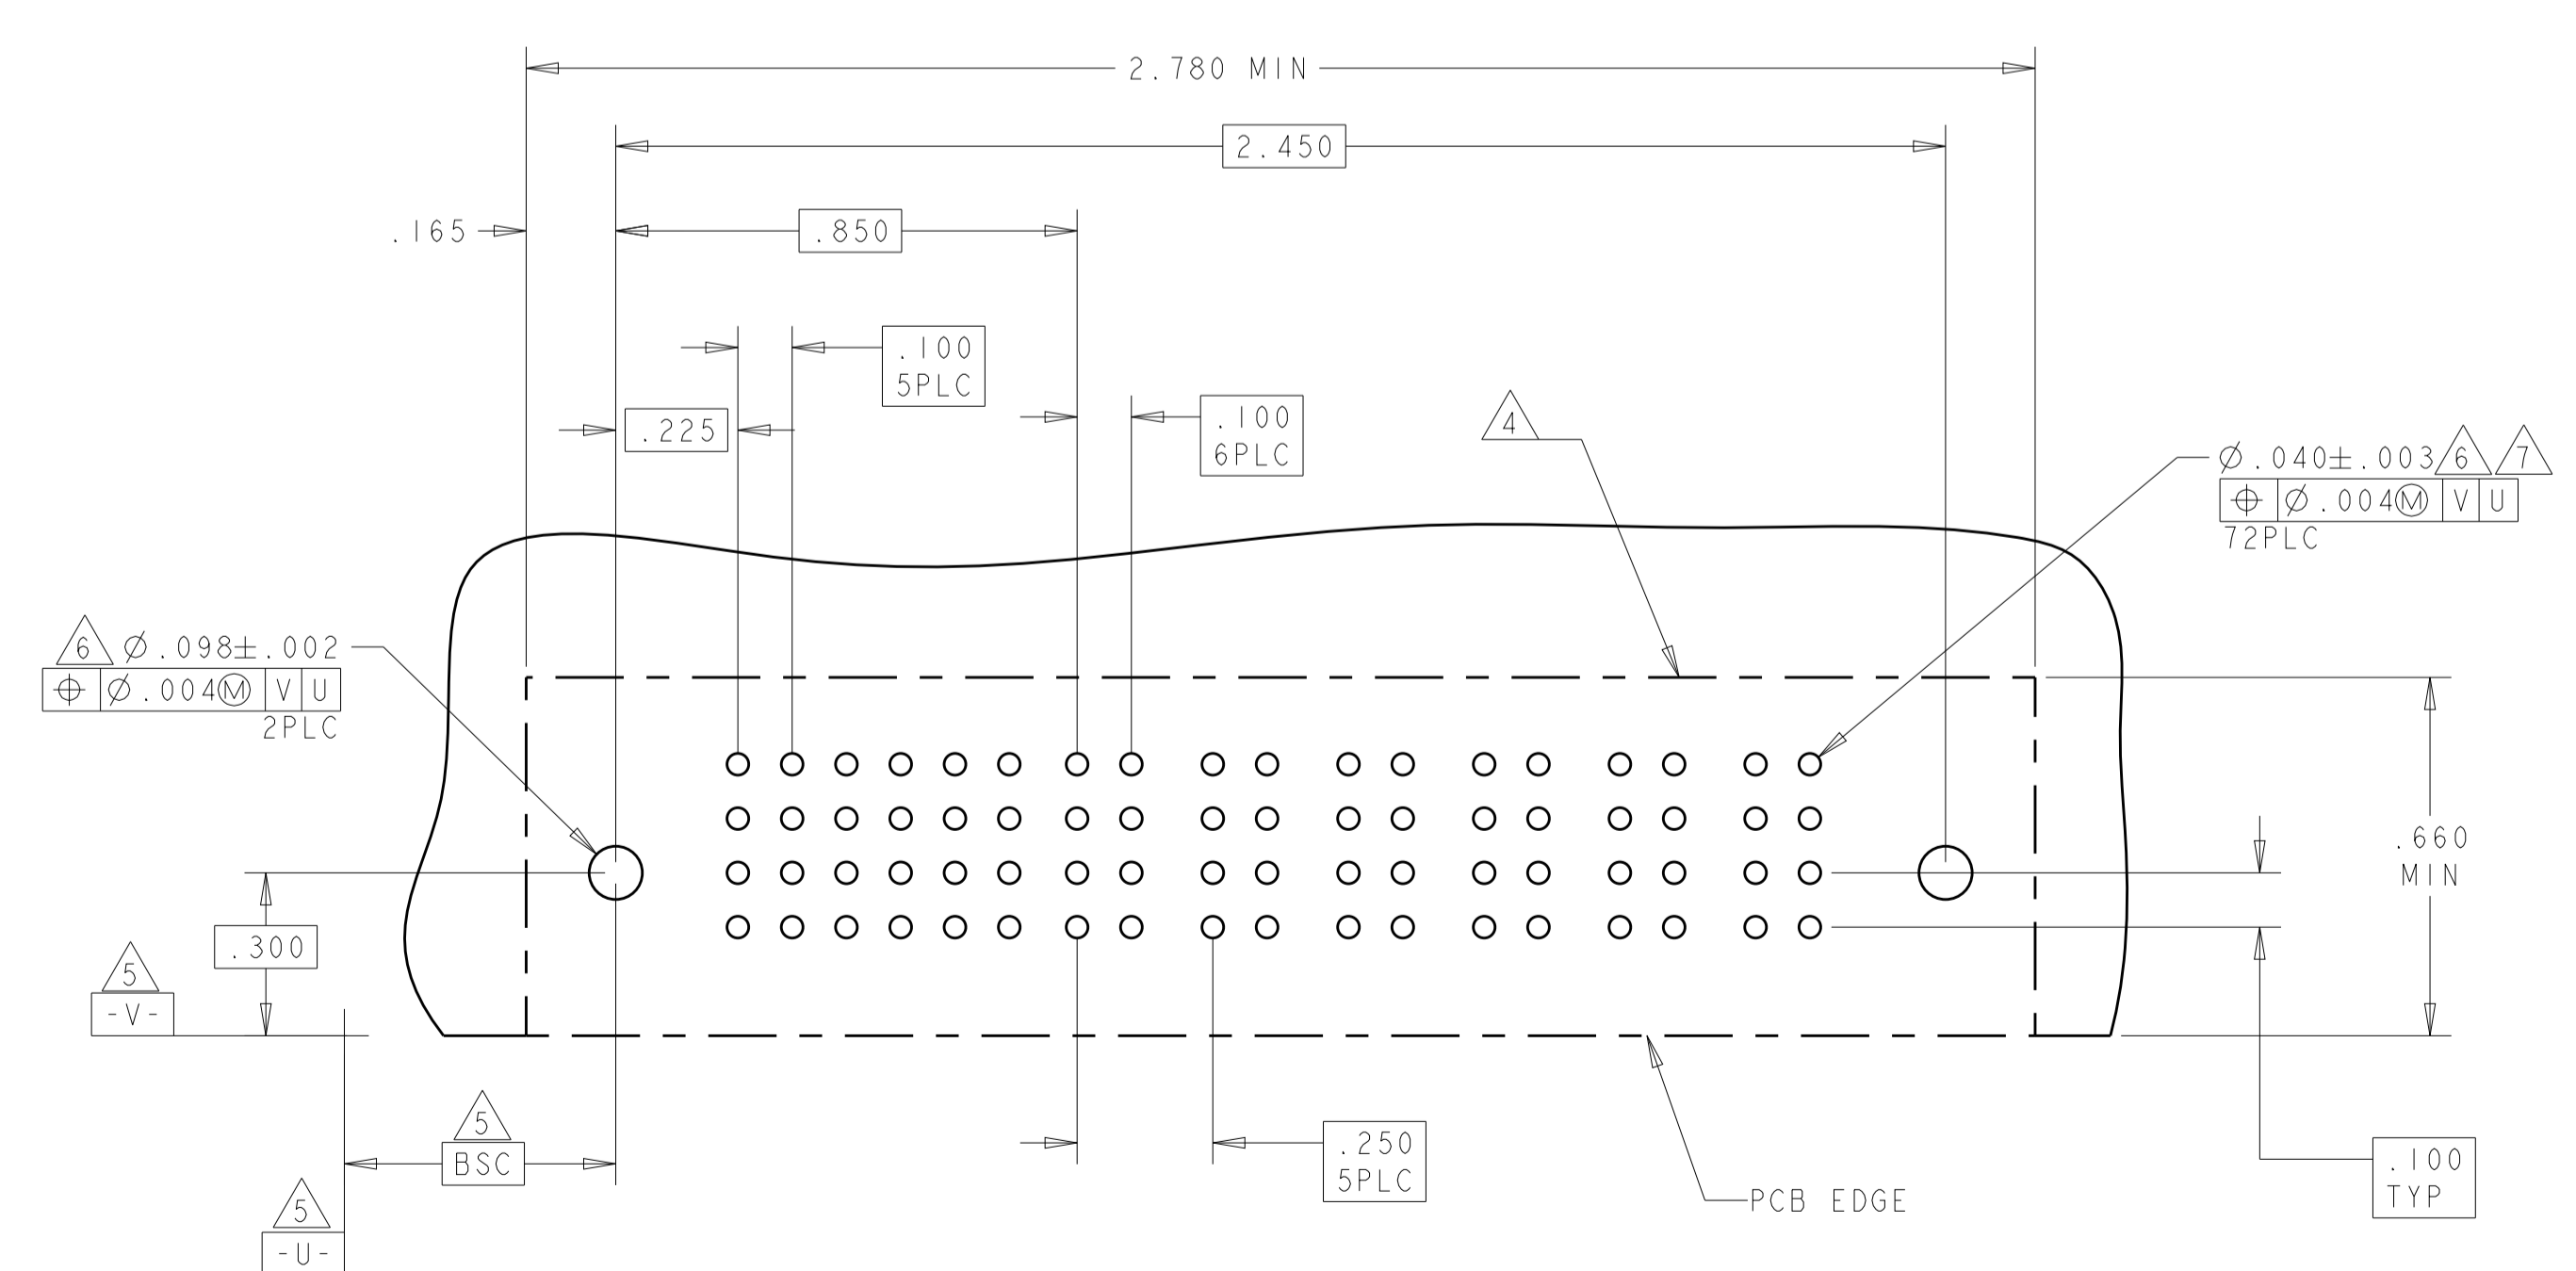 2.780 MIN
2.450
.165
.850
.100
5PLC
.225
.100
6PLC
4
⌀.040±.003 6 7
⌖ ⌀.004Ⓜ V U
72PLC
6 ⌀.098±.002
⌖ ⌀.004Ⓜ V U
2PLC
.660
MIN
.300
5
-V-
5
BSC
.250
5PLC
.100
TYP
PCB EDGE
5
-U-